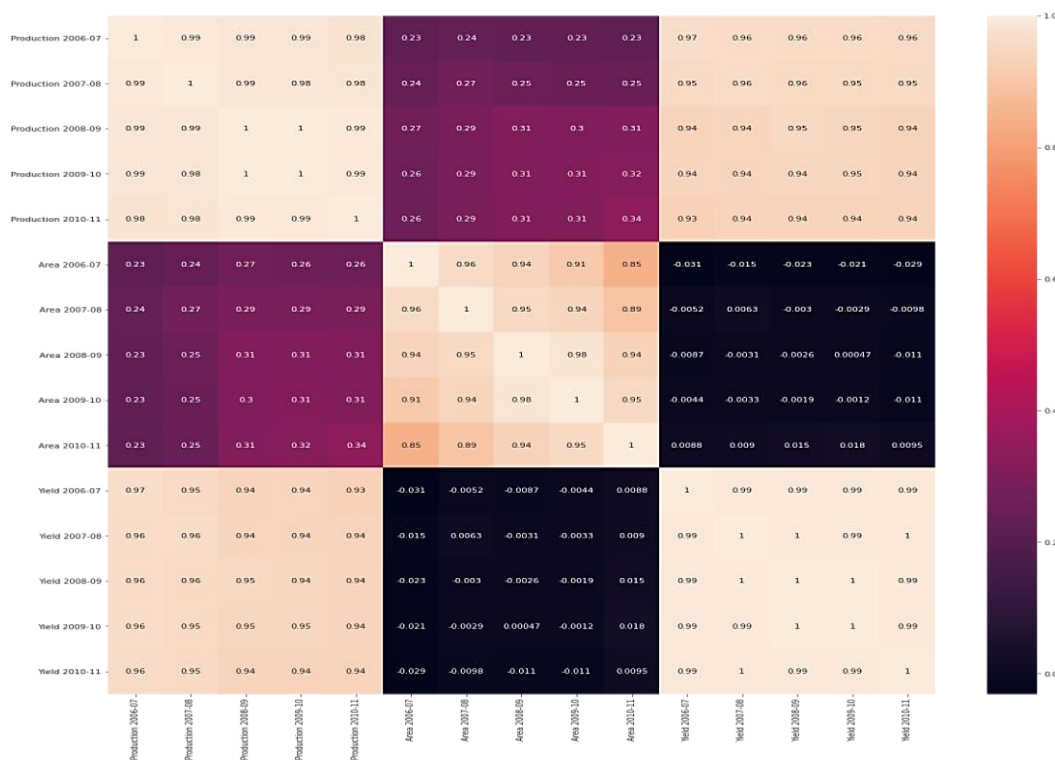 Production 2006-07 1 0.99 0.99 0.99 0.98 0.23 0.24 0.23 0.23 0.23 0.97 0.96 0.96 0.96 0.96
Production 2007-08 0.99 1 0.99 0.98 0.98 0.24 0.27 0.25 0.25 0.25 0.95 0.96 0.96 0.95 0.95
Production 2008-09 0.99 0.99 1 1 0.99 0.27 0.29 0.31 0.3 0.31 0.94 0.94 0.95 0.95 0.94
Production 2009-10 0.99 0.98 1 1 0.99 0.26 0.29 0.31 0.31 0.32 0.94 0.94 0.94 0.95 0.94
Production 2010-11 0.98 0.98 0.99 0.99 1 0.26 0.29 0.31 0.31 0.34 0.93 0.94 0.94 0.94 0.94
Area 2006-07 0.23 0.24 0.27 0.26 0.26 1 0.96 0.94 0.91 0.85 -0.031 -0.015 -0.023 -0.021 -0.029
Area 2007-08 0.24 0.27 0.29 0.29 0.29 0.96 1 0.95 0.94 0.89 -0.0052 0.0063 -0.003 -0.0029 -0.0098
Area 2008-09 0.23 0.25 0.31 0.31 0.31 0.94 0.95 1 0.98 0.94 -0.0087 -0.0031 -0.0026 0.00047 -0.011
Area 2009-10 0.23 0.25 0.3 0.31 0.31 0.91 0.94 0.98 1 0.95 -0.0044 -0.0033 -0.0019 -0.0012 -0.011
Area 2010-11 0.23 0.25 0.31 0.32 0.34 0.85 0.89 0.94 0.95 1 0.0088 0.009 0.015 0.018 0.0095
Yield 2006-07 0.97 0.95 0.94 0.94 0.93 -0.031 -0.0052 -0.0087 -0.0044 0.0088 1 0.99 0.99 0.99 0.99
Yield 2007-08 0.96 0.96 0.94 0.94 0.94 -0.015 0.0063 -0.0031 -0.0033 0.009 0.99 1 1 0.99 1
Yield 2008-09 0.96 0.96 0.95 0.94 0.94 -0.023 -0.003 -0.0026 -0.0019 0.015 0.99 1 1 1 0.99
Yield 2009-10 0.96 0.95 0.95 0.95 0.94 -0.021 -0.0029 0.00047 -0.0012 0.018 0.99 0.99 1 1 0.99
Yield 2010-11 0.96 0.95 0.94 0.94 0.94 -0.029 -0.0098 -0.011 -0.011 0.0095 0.99 1 0.99 0.99 1
Production 2006-07
Production 2007-08
Production 2008-09
Production 2009-10
Production 2010-11
Area 2006-07
Area 2007-08
Area 2008-09
Area 2009-10
Area 2010-11
Yield 2006-07
Yield 2007-08
Yield 2008-09
Yield 2009-10
Yield 2010-11
1.0
0.8
0.6
0.4
0.2
0.0